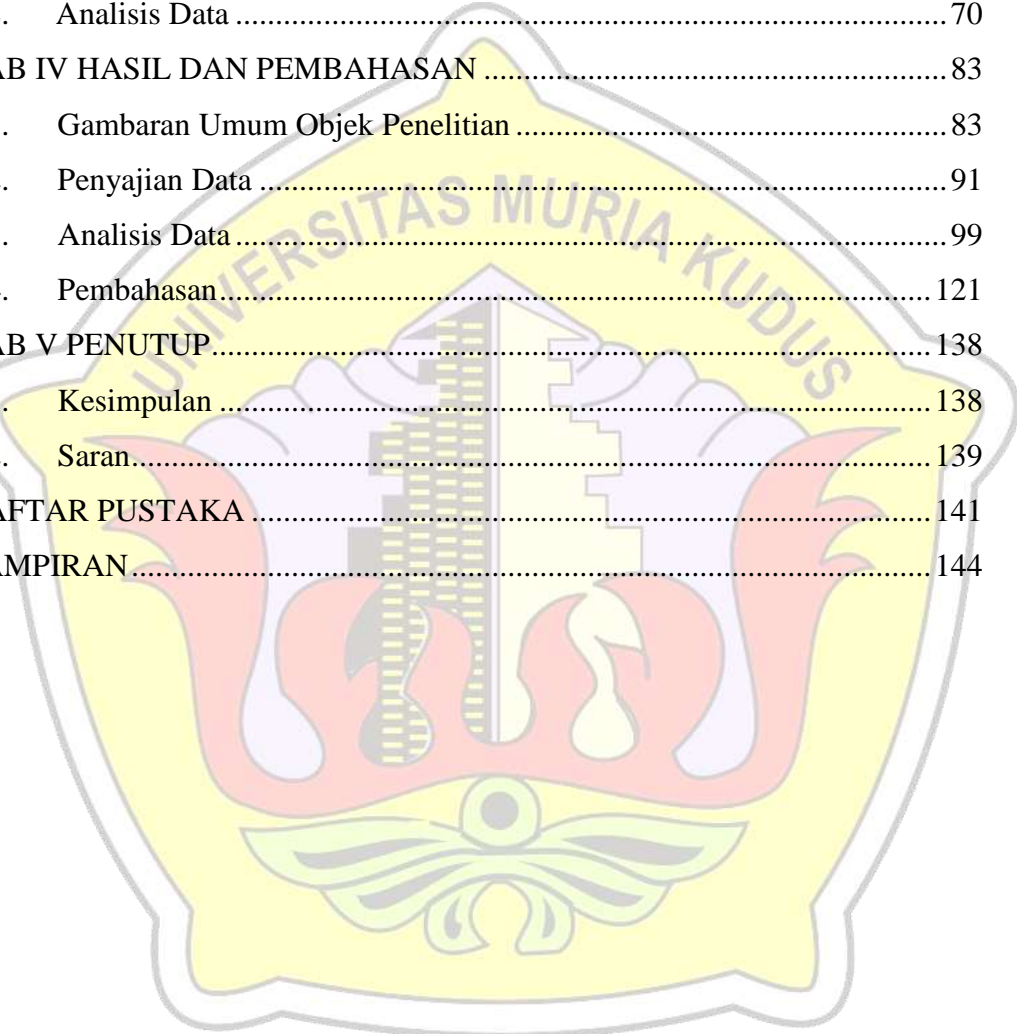 . Analisis Data ........................................................................ 70
AB IV HASIL DAN PEMBAHASAN ............................................... 83
. Gambaran Umum Objek Penelitian ............................................ 83
. Penyajian Data ...................................................................... 91
. Analisis Data ........................................................................ 99
. Pembahasan ........................................................................ 121
AB V PENUTUP ........................................................................ 138
. Kesimpulan ........................................................................ 138
. Saran ................................................................................ 139
AFTAR PUSTAKA .................................................................... 141
AMPIRAN ................................................................................ 144
UNIVERSITAS MURIA KUDUS